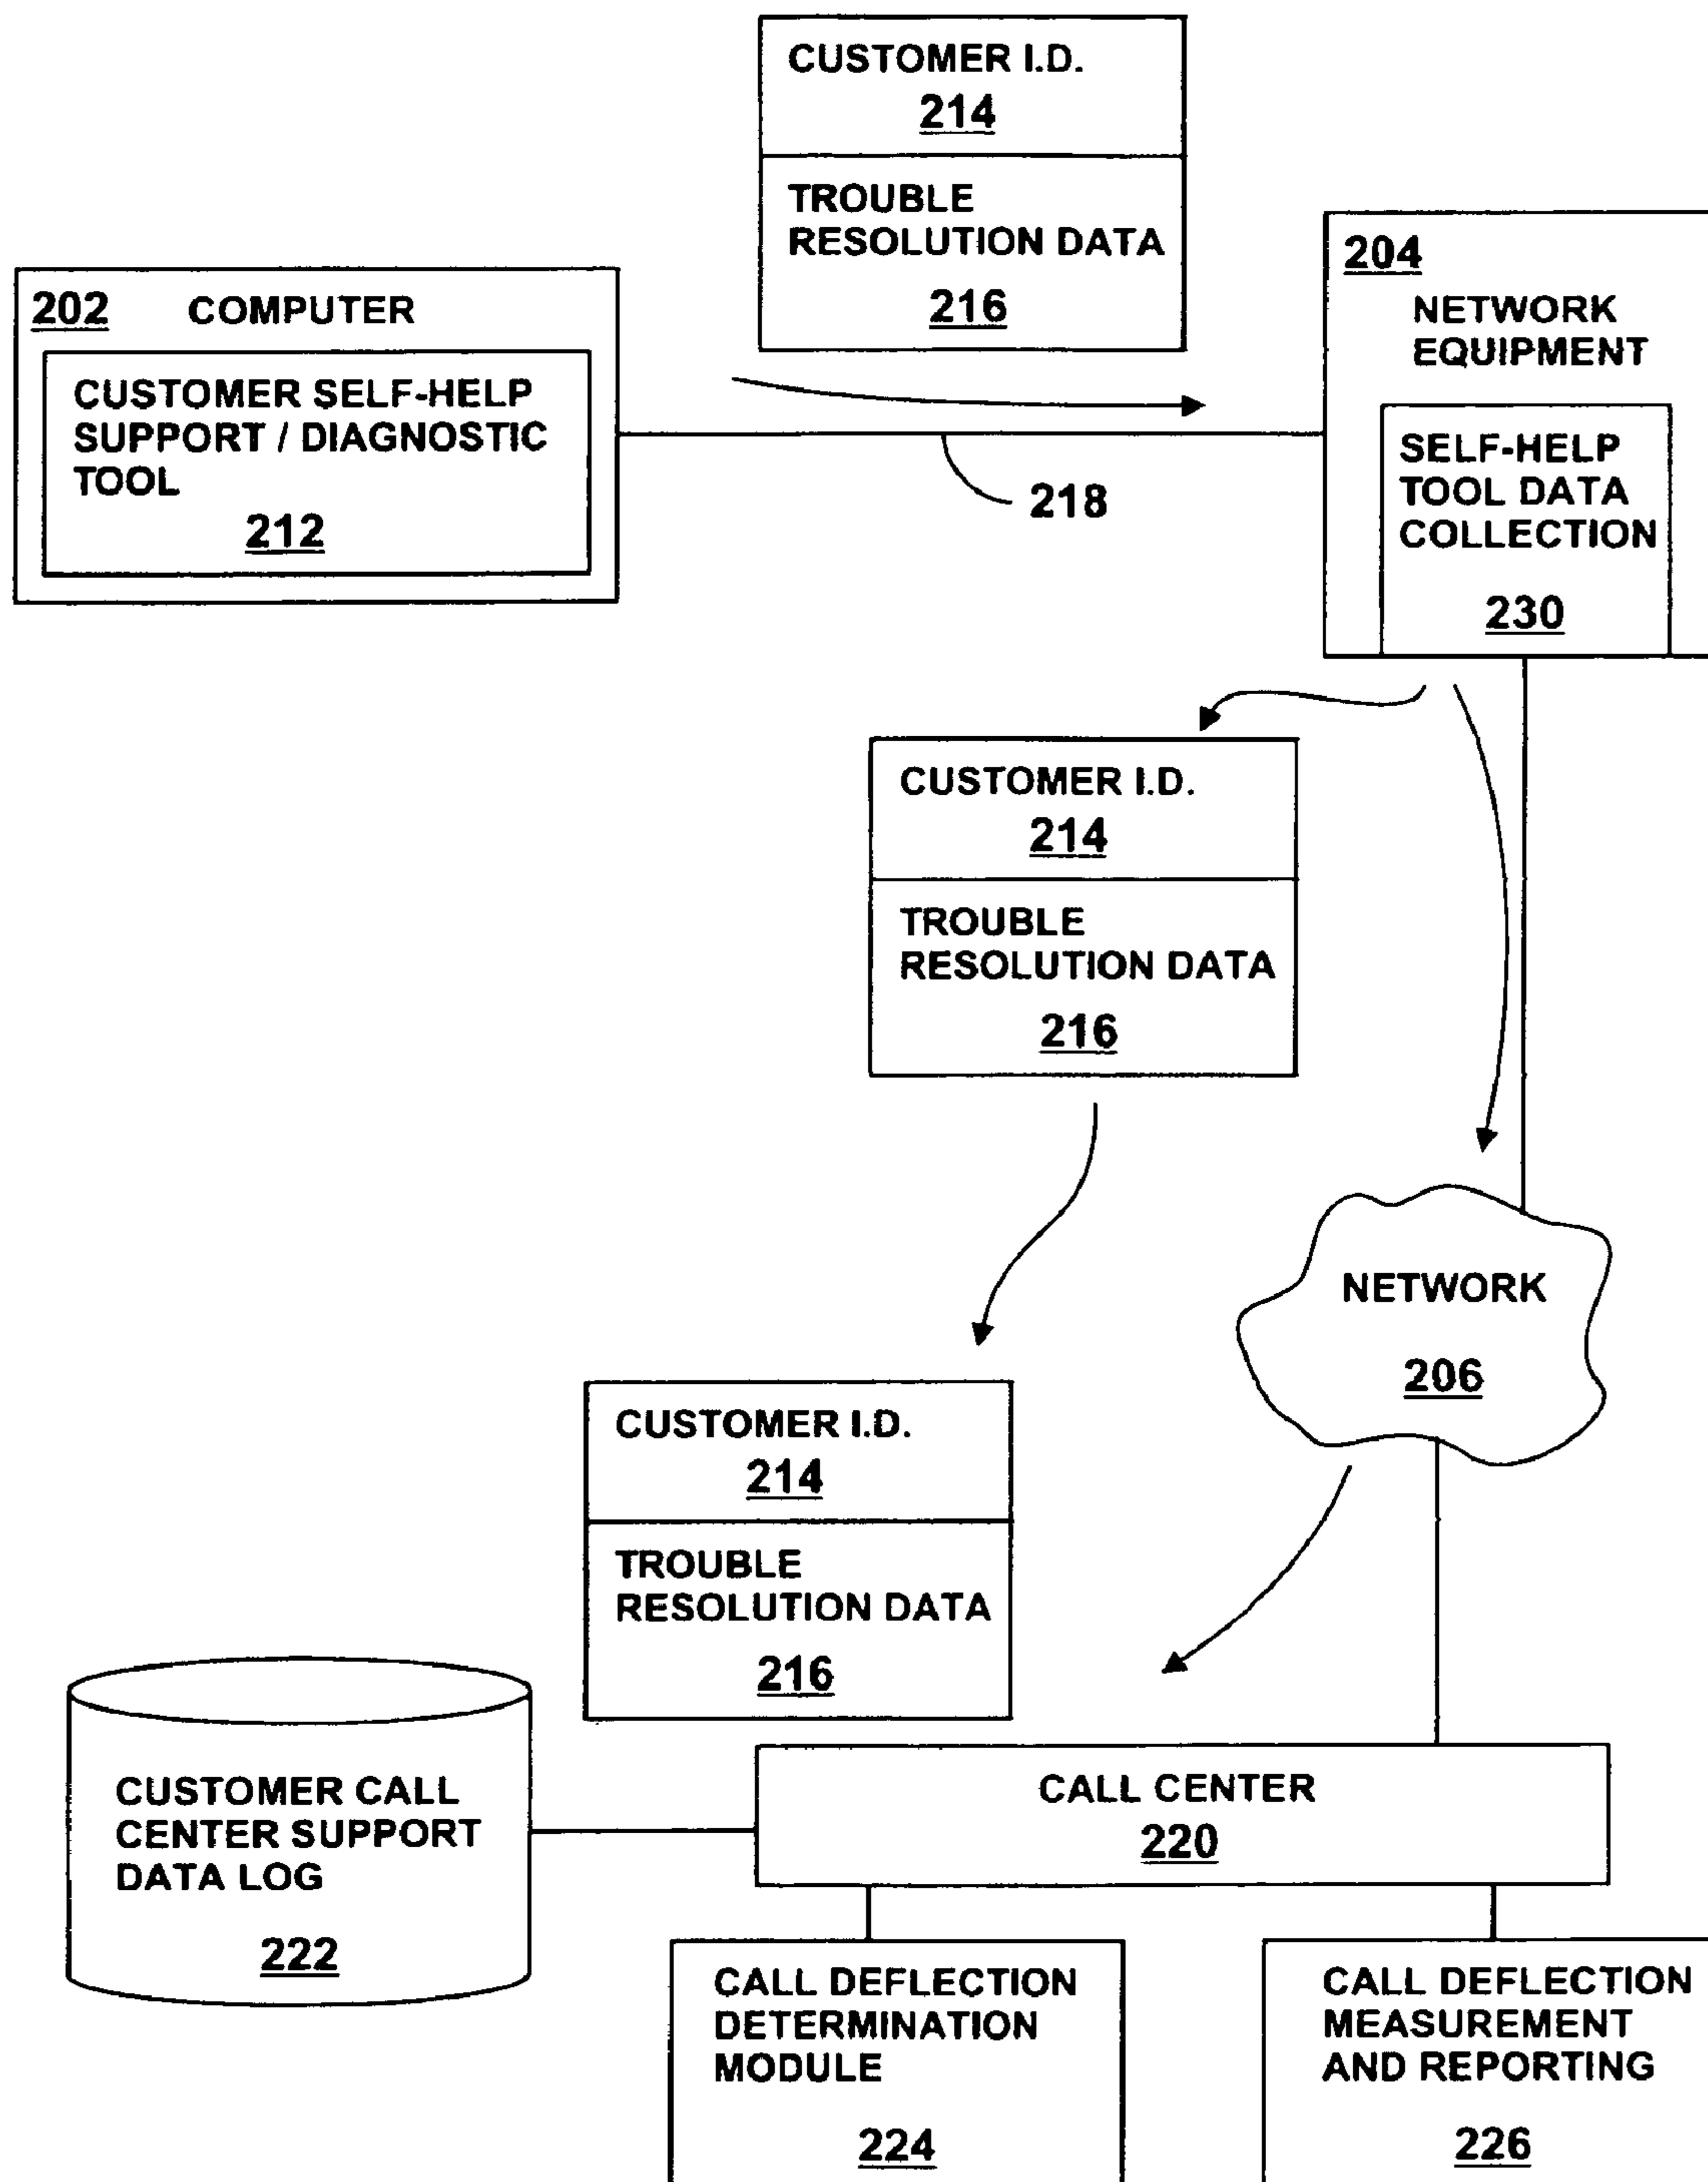 CUSTOMER I.D.
214
TROUBLE
RESOLUTION DATA
216
202 COMPUTER
CUSTOMER SELF-HELP
SUPPORT / DIAGNOSTIC
TOOL
212
218
204
NETWORK
EQUIPMENT
SELF-HELP
TOOL DATA
COLLECTION
230
CUSTOMER I.D.
214
TROUBLE
RESOLUTION DATA
216
NETWORK
206
CUSTOMER I.D.
214
TROUBLE
RESOLUTION DATA
216
CUSTOMER CALL
CENTER SUPPORT
DATA LOG
222
CALL CENTER
220
CALL DEFLECTION
DETERMINATION
MODULE
224
CALL DEFLECTION
MEASUREMENT
AND REPORTING
226